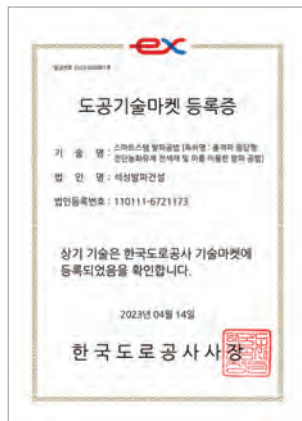 ex
도공기술마켓 등록증
기 술 명 : 스마트스템 발파공법 [특허명 : 충격파 응답형
전단농화유체 전색재 및 이를 이용한 발파 공법]
법 인 명 : 석성발파건설
법인등록번호 : 110111-6721173
상기 기술은 한국도로공사 기술마켓에
등록되었음을 확인합니다.
2023년 04월 14일
한국도로공사사장